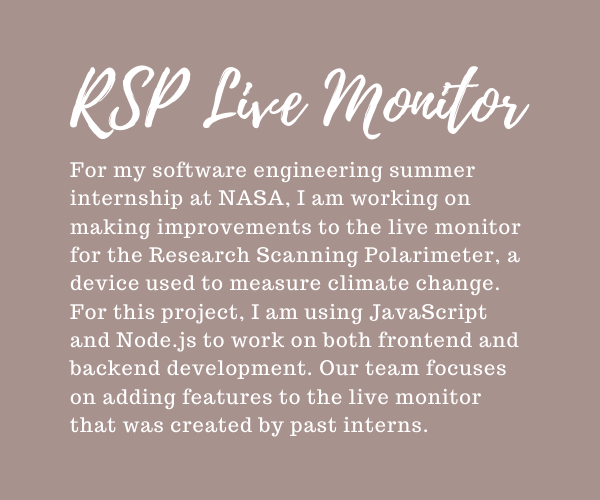 RSP Live Monitor
For my software engineering summer
internship at NASA, I am working on
making improvements to the live monitor
for the Research Scanning Polarimeter, a
device used to measure climate change.
For this project, I am using JavaScript
and Node.js to work on both frontend and
backend development. Our team focuses
on adding features to the live monitor
that was created by past interns.